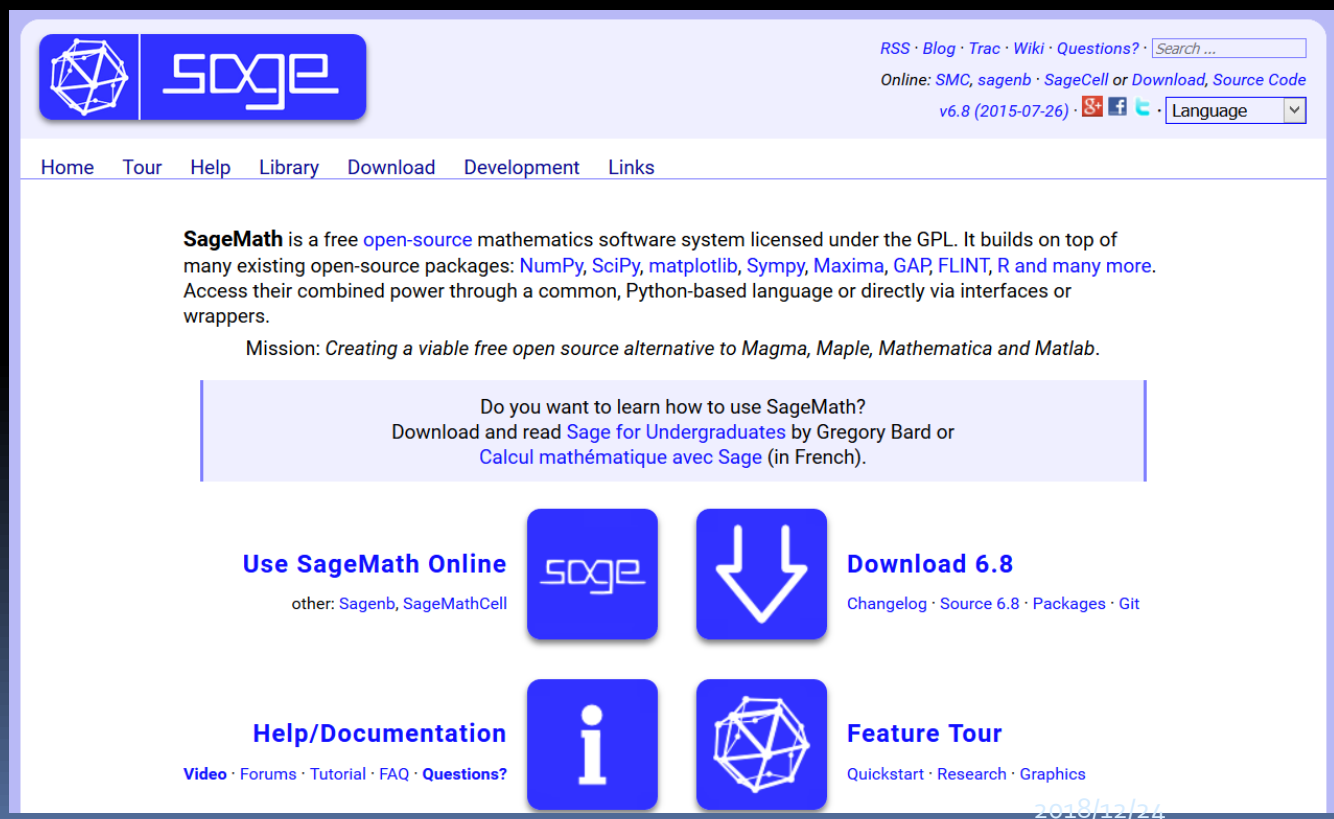 sage
RSS · Blog · Trac · Wiki · Questions? · Search ...
Online: SMC, sagenb · SageCell or Download, Source Code
v6.8 (2015-07-26) · · Language
Home Tour Help Library Download Development Links
SageMath is a free open-source mathematics software system licensed under the GPL. It builds on top of
many existing open-source packages: NumPy, SciPy, matplotlib, Sympy, Maxima, GAP, FLINT, R and many more.
Access their combined power through a common, Python-based language or directly via interfaces or
wrappers.
Mission: Creating a viable free open source alternative to Magma, Maple, Mathematica and Matlab.
Do you want to learn how to use SageMath?
Download and read Sage for Undergraduates by Gregory Bard or
Calcul mathématique avec Sage (in French).
Use SageMath Online
other: Sagenb, SageMathCell
sage
Download 6.8
Changelog · Source 6.8 · Packages · Git
Help/Documentation
Video · Forums · Tutorial · FAQ · Questions?
Feature Tour
Quickstart · Research · Graphics
2018/12/24